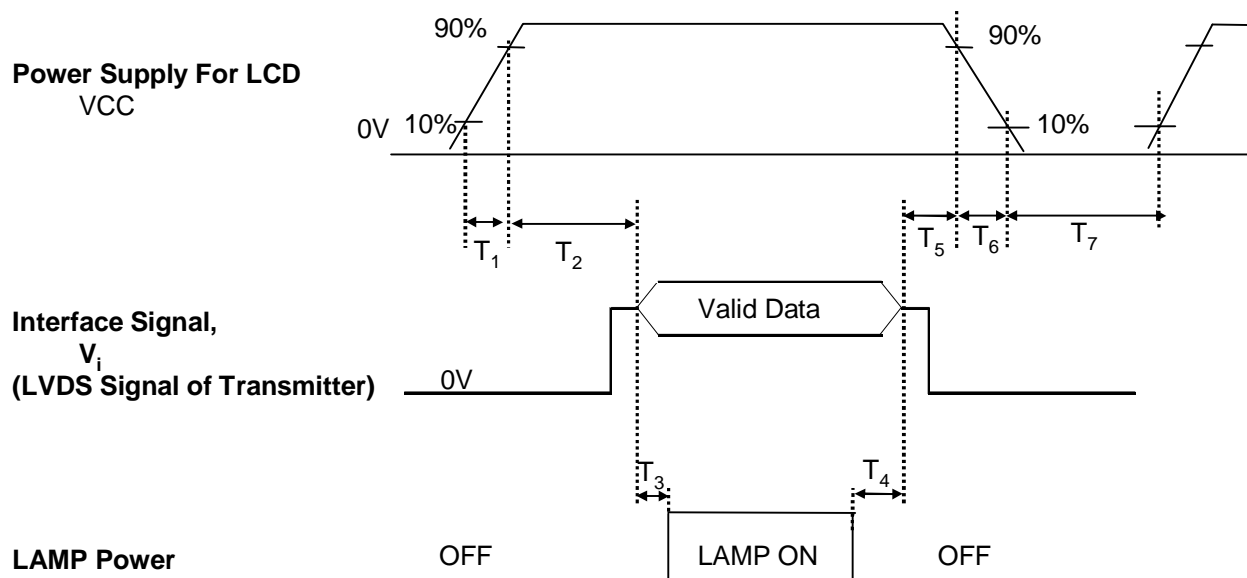 90%
90%
Power Supply For LCD
VCC
0V
10%
10%
T1
T2
T5
T6
T7
Valid Data
Interface Signal,
Vi
(LVDS Signal of Transmitter)
0V
T3
T4
LAMP Power
OFF
LAMP ON
OFF